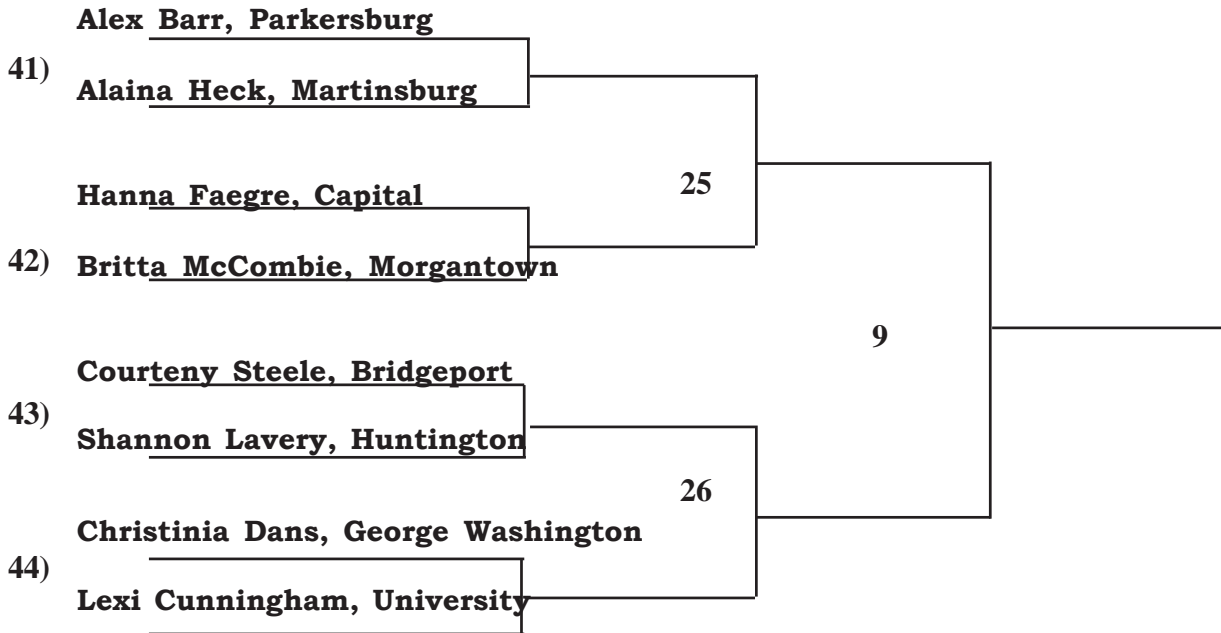 Alex Barr, Parkersburg
41)
Alaina Heck, Martinsburg
25
Hanna Faegre, Capital
42)
Britta McCombie, Morgantown
9
Courteny Steele, Bridgeport
43)
Shannon Lavery, Huntington
26
Christinia Dans, George Washington
44)
Lexi Cunningham, University